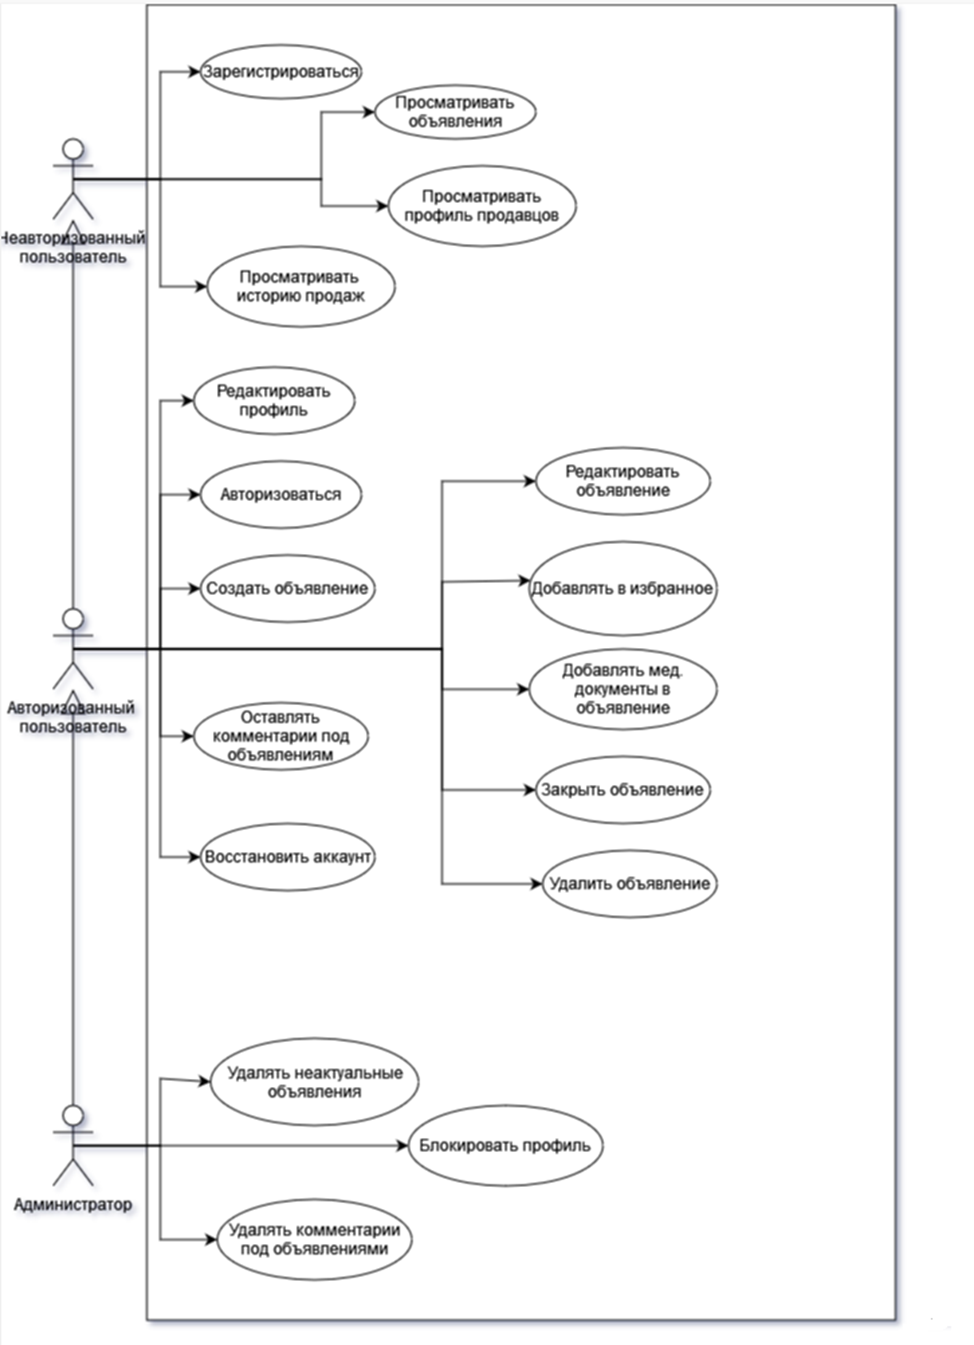 Зарегистрироваться
Просматривать
объявления
Просматривать
профиль продавцов
Неавторизованный
пользователь
Просматривать
историю продаж
Редактировать
профиль
Редактировать
объявление
Авторизоваться
Создать объявление
Добавлять в избранное
Добавлять мед.
документы в
объявление
Авторизованный
пользователь
Оставлять
комментарии под
объявлениям
Закрыть объявление
Восстановить аккаунт
Удалить объявление
Удалять неактуальные
объявления
Блокировать профиль
Администратор
Удалять комментарии
под объявлениями